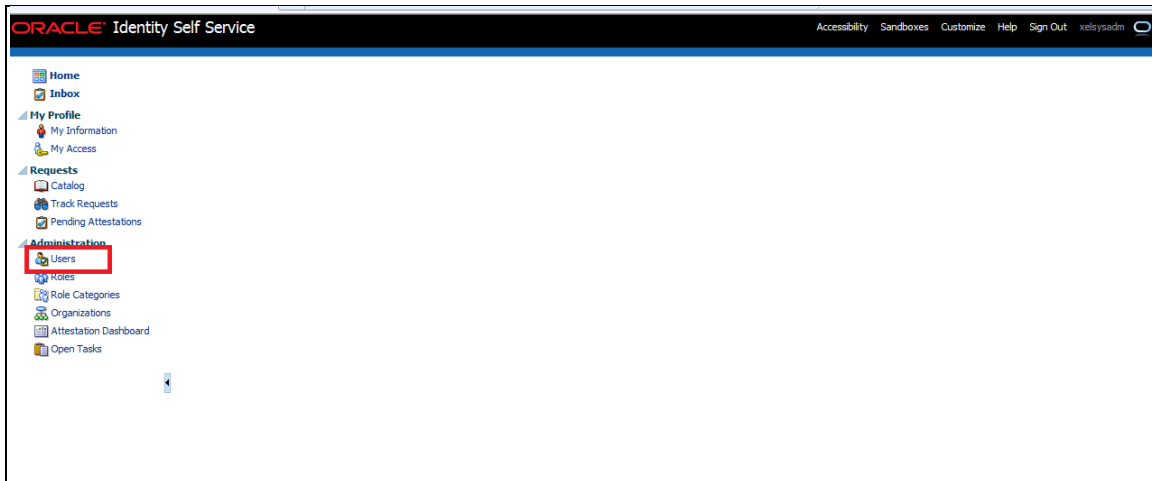 ORACLE Identity Self Service
Accessibility Sandboxes Customize Help Sign Out xelsysadm
Home
Inbox
My Profile
My Information
My Access
Requests
Catalog
Track Requests
Pending Attestations
Administration
Users
Roles
Role Categories
Organizations
Attestation Dashboard
Open Tasks